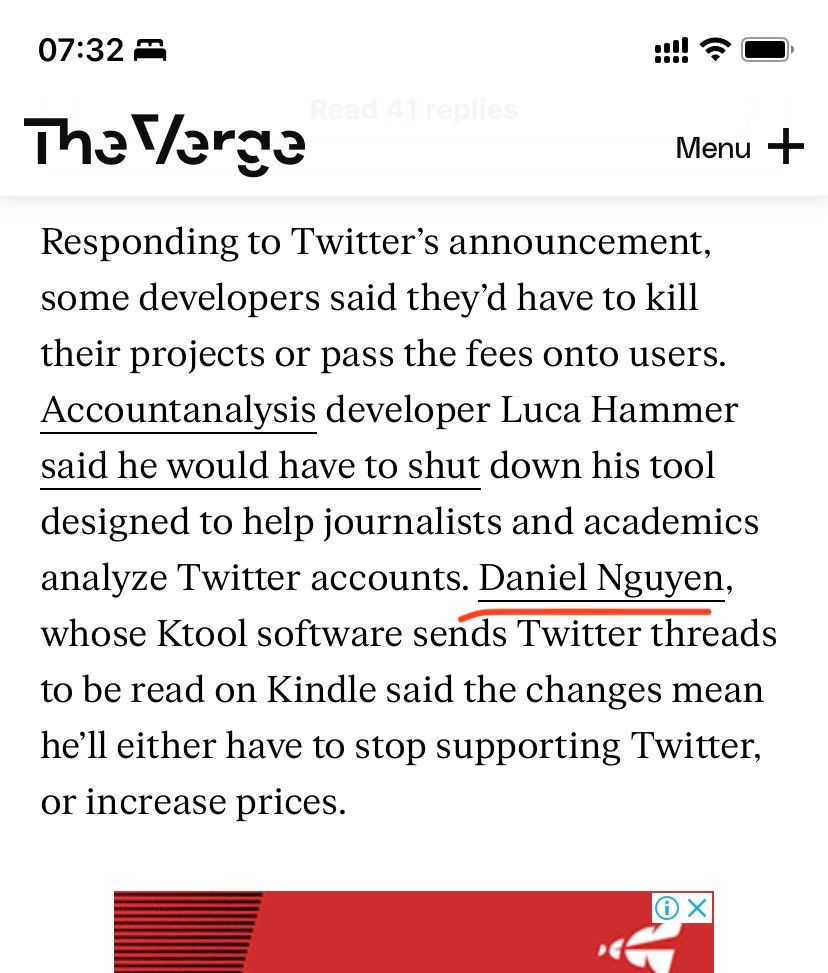 07:32
Read 41 replies
The Verge
Menu
Responding to Twitter’s announcement,
some developers said they’d have to kill
their projects or pass the fees onto users.
Accountanalysis developer Luca Hammer
said he would have to shut down his tool
designed to help journalists and academics
analyze Twitter accounts. Daniel Nguyen,
whose Ktool software sends Twitter threads
to be read on Kindle said the changes mean
he’ll either have to stop supporting Twitter,
or increase prices.